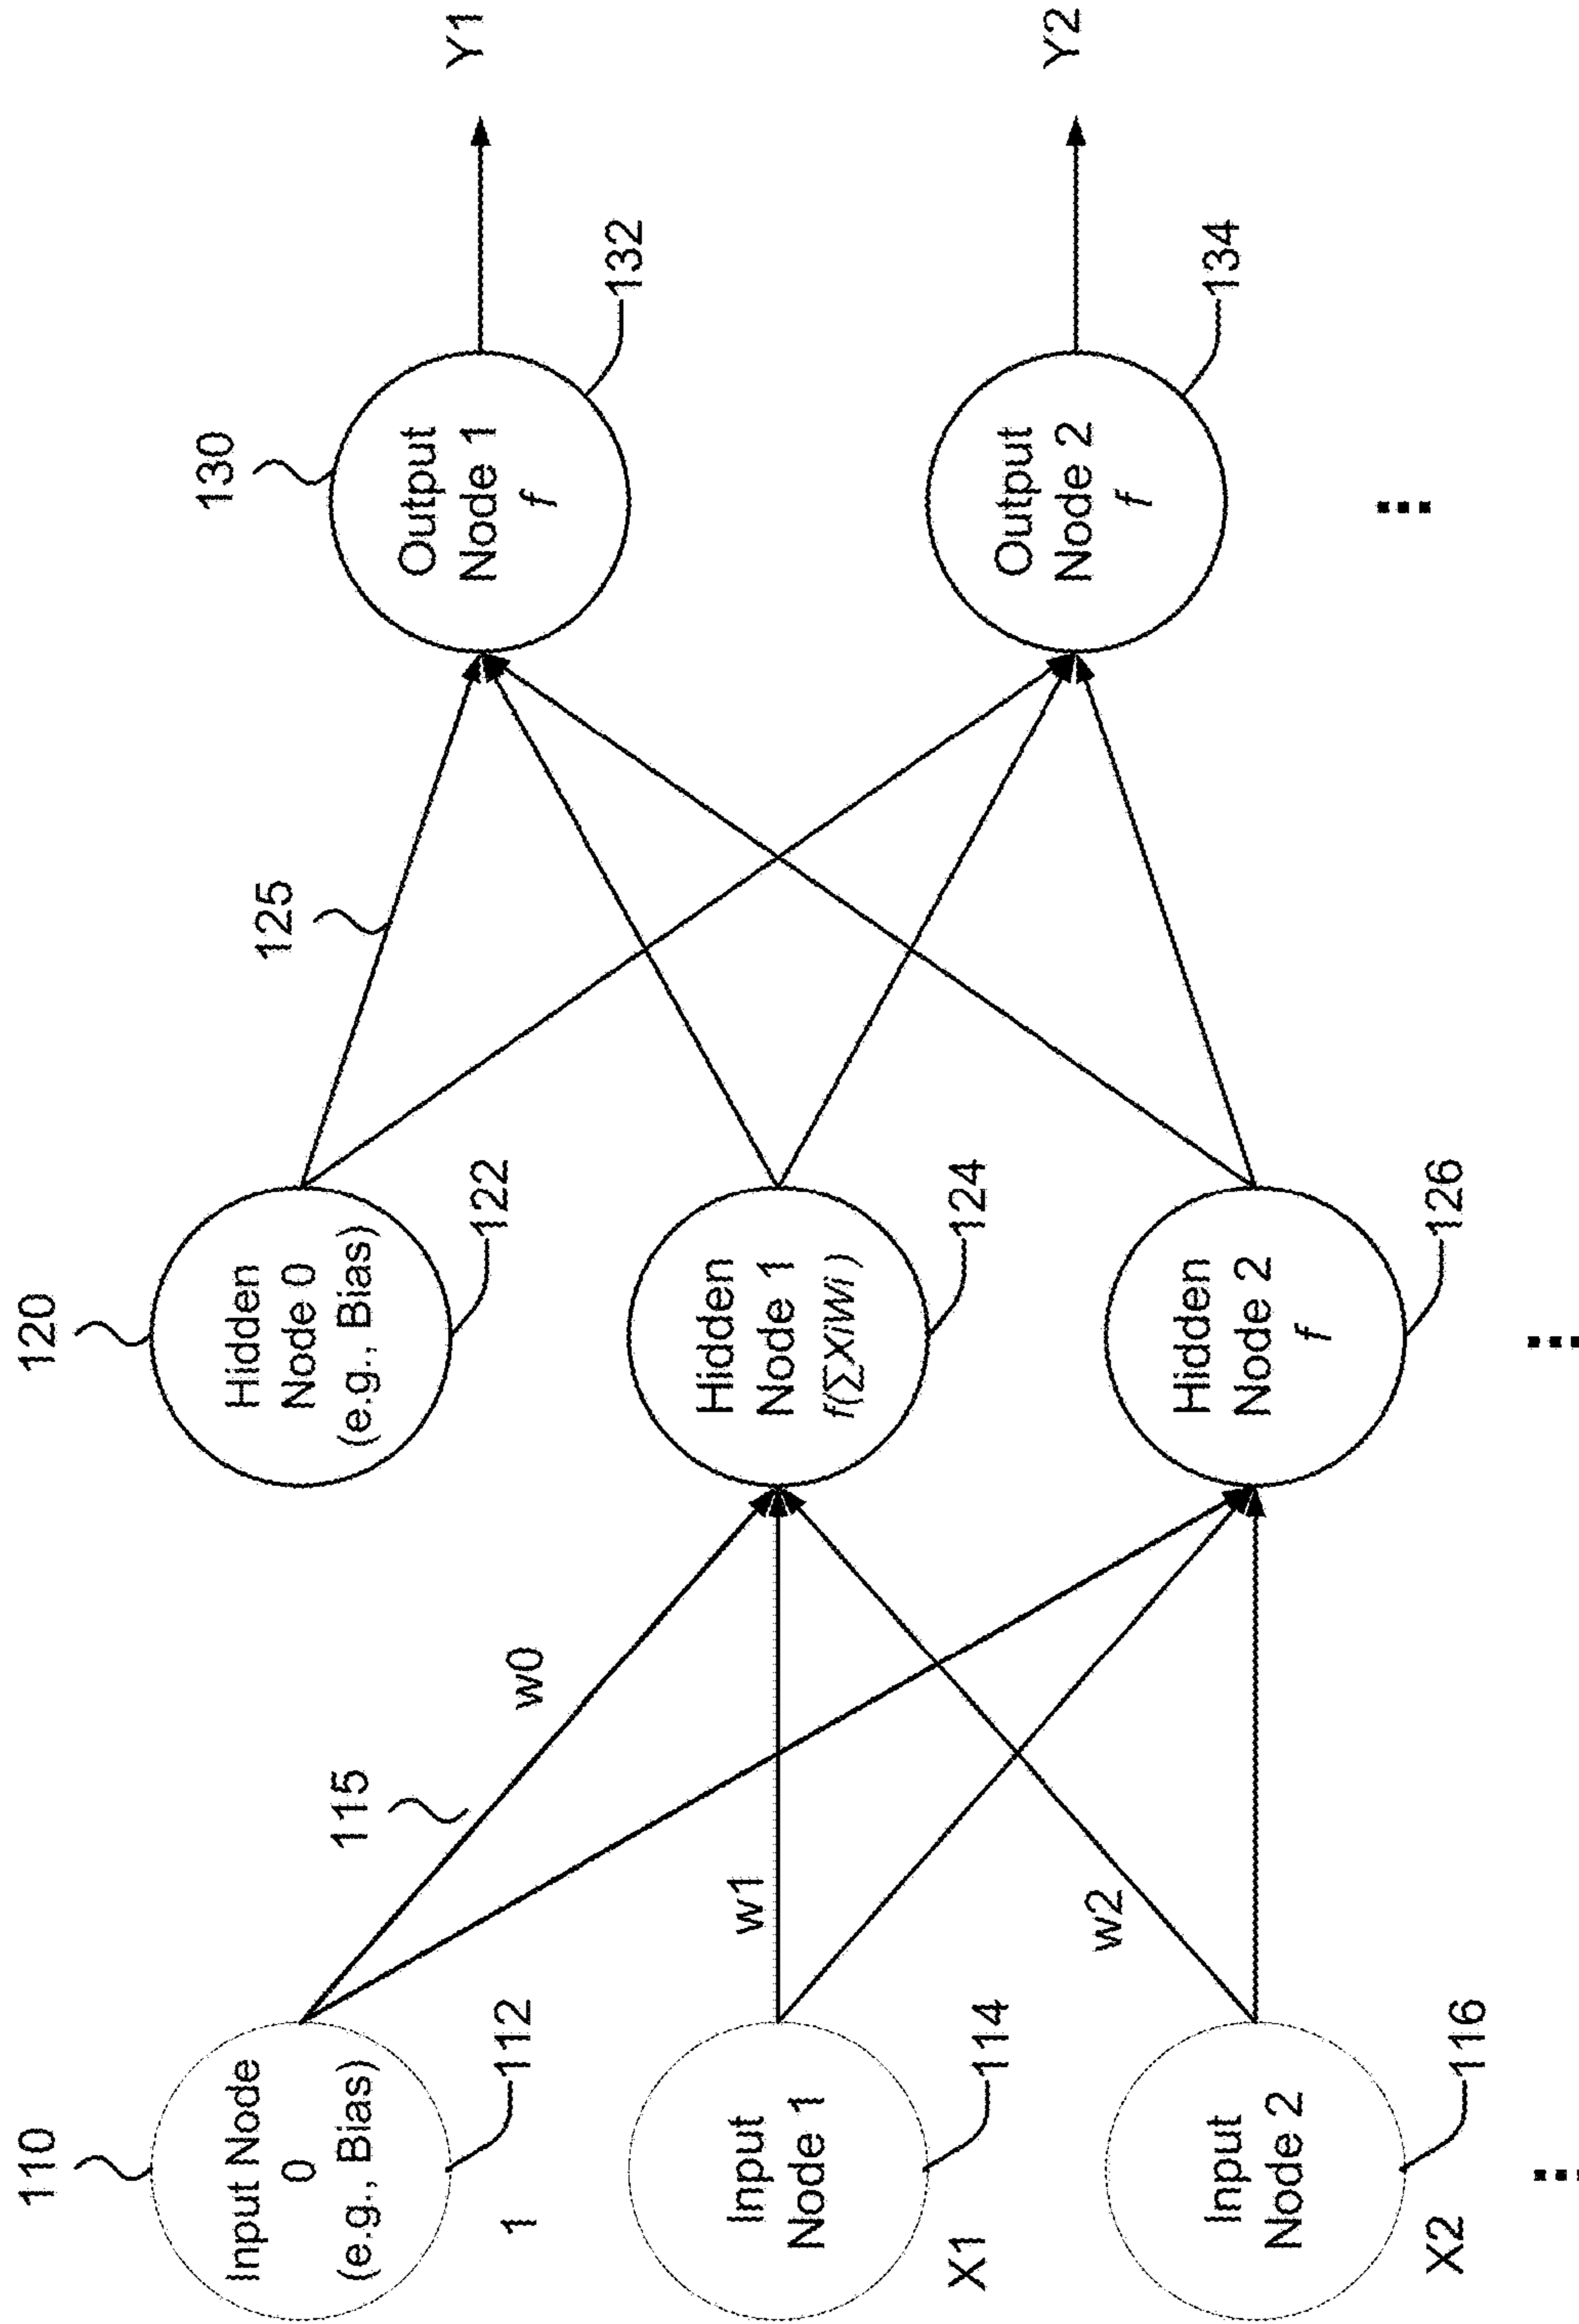 110
Input Node
0
(e.g., Bias)
112
1
Input
Node 1
114
X1
Input
Node 2
116
X2
⋮
115
w0
w1
w2
120
Hidden
Node 0
(e.g., Bias)
122
Hidden
Node 1
f(∑XiWi )
124
Hidden
Node 2
f
126
⋮
125
130
Output
Node 1
f
132
Output
Node 2
f
134
⋮
Y1
Y2